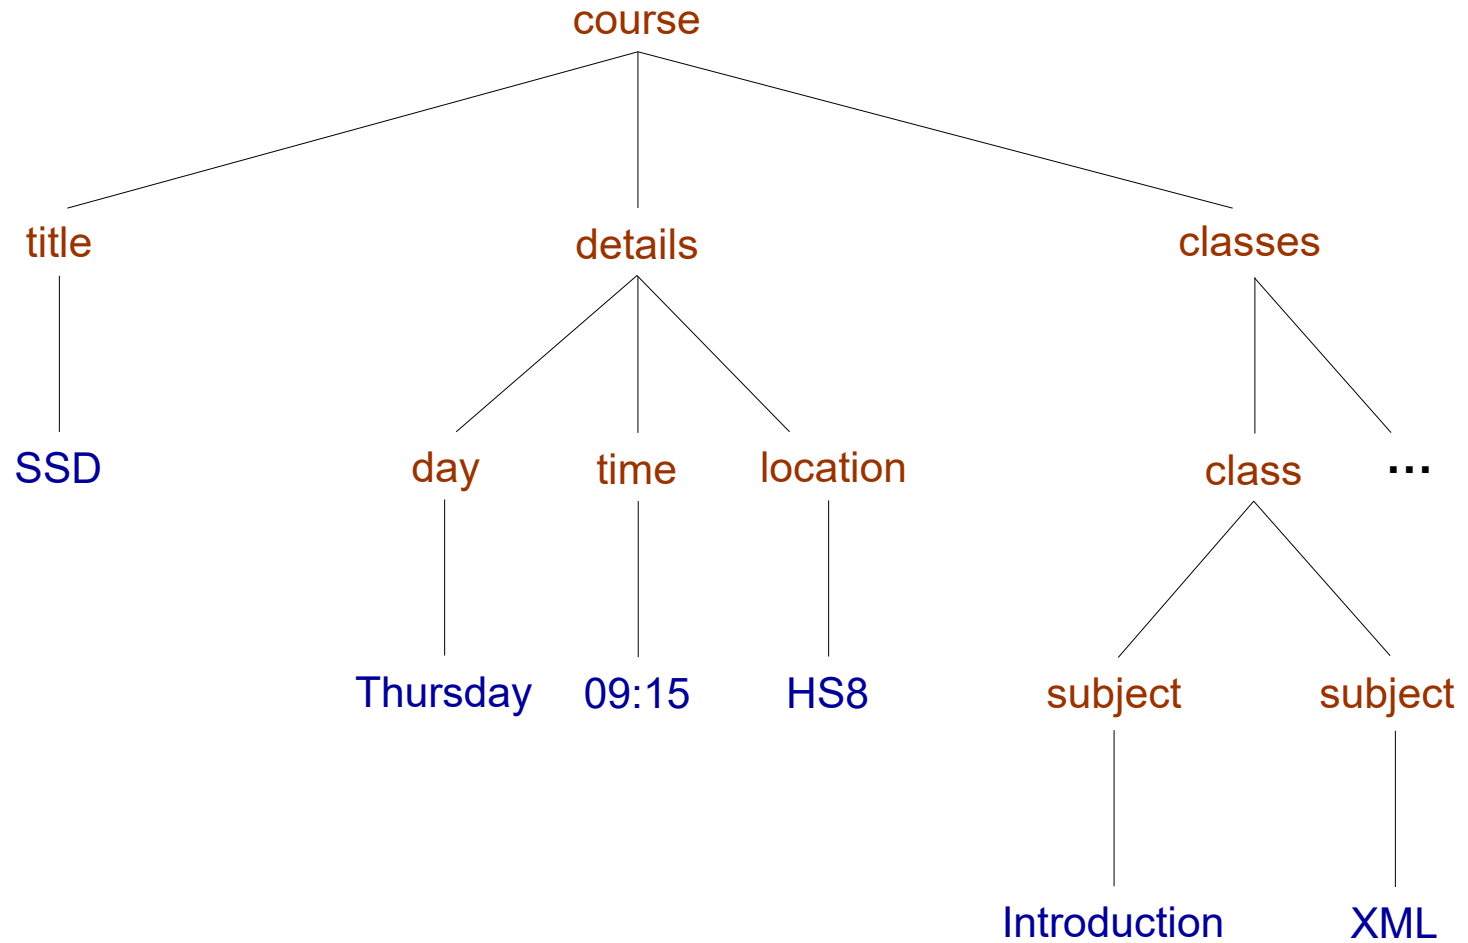 course
title
details
classes
SSD
day
time
location
class
...
Thursday
09:15
HS8
subject
subject
Introduction
XML